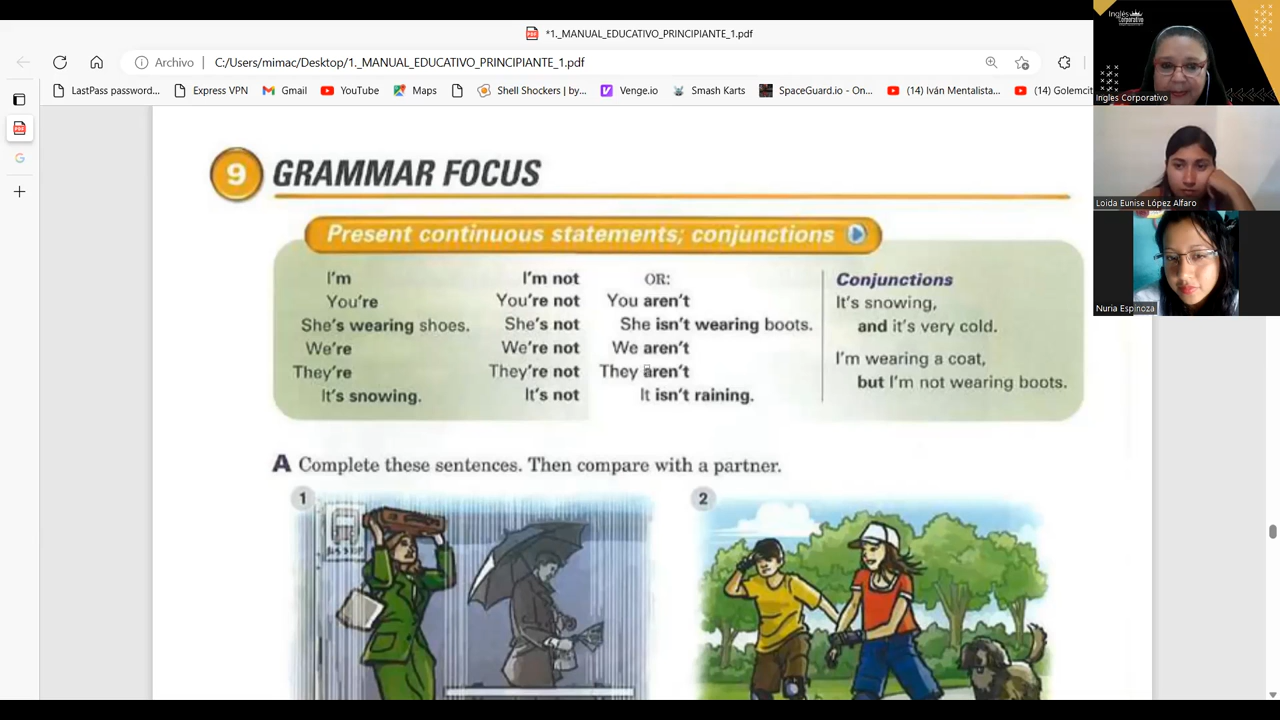 *1._MANUAL_EDUCATIVO_PRINCIPIANTE_1.pdf
Archivo C:/Users/mimac/Desktop/1._MANUAL_EDUCATIVO_PRINCIPIANTE_1.pdf
LastPass password... Express VPN Gmail YouTube Maps Shell Shockers | by... Venge.io Smash Karts SpaceGuard.io - On... (14) Iván Mentalista... (14) Golemcit
Inglés
Corporativo
Ingles Corporativo
Loida Eunise López Alfaro
Nuria Espinoza
9 GRAMMAR FOCUS
Present continuous statements; conjunctions
I'm I'm not OR:
You're You're not You aren't
She's wearing shoes. She's not She isn't wearing boots.
We're We're not We aren't
They're They're not They aren't
It's snowing. It's not It isn't raining.
Conjunctions
It's snowing,
and it's very cold.
I'm wearing a coat,
but I'm not wearing boots.
A Complete these sentences. Then compare with a partner.
1
2